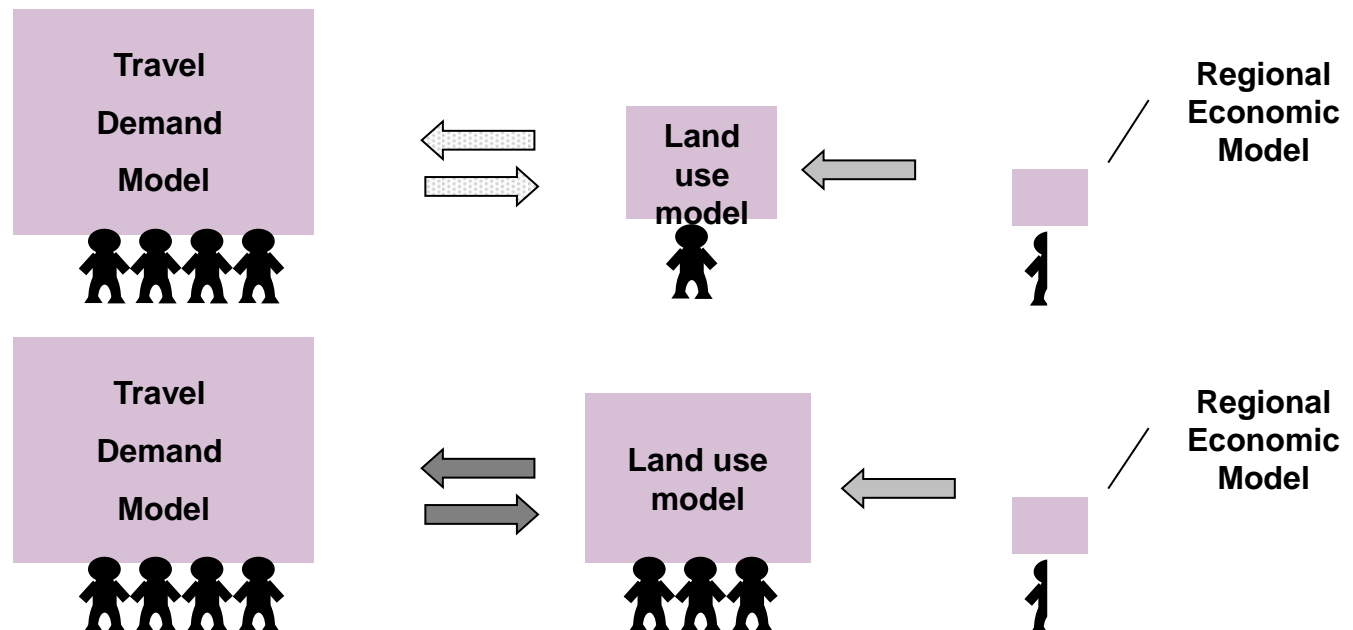 Travel
Demand
Model
Land
use
model
Regional
Economic
Model
Travel
Demand
Model
Land use
model
Regional
Economic
Model